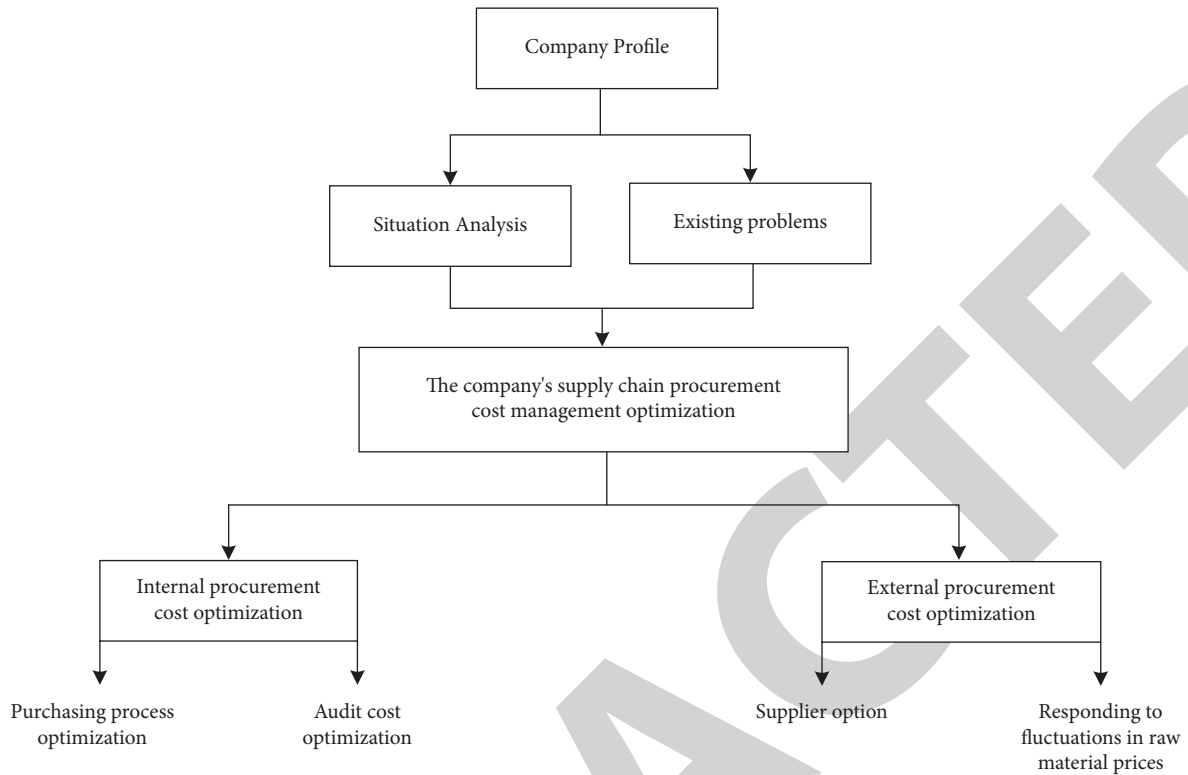 Company Profile
Situation Analysis
Existing problems
The company's supply chain procurement
cost management optimization
Internal procurement
cost optimization
External procurement
cost optimization
Purchasing process
optimization
Audit cost
optimization
Supplier option
Responding to
fluctuations in raw
material prices
ACTE